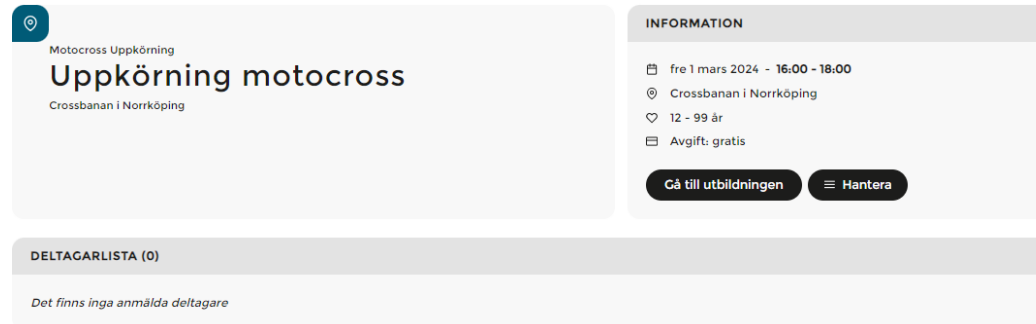 Motocross Uppkörning
Uppkörning motocross
Crossbanan i Norrköping
INFORMATION
fre 1 mars 2024 - 16:00 - 18:00
Crossbanan i Norrköping
12 - 99 år
Avgift: gratis
Gå till utbildningen
Hantera
DELTAGARLISTA (0)
Det finns inga anmälda deltagare